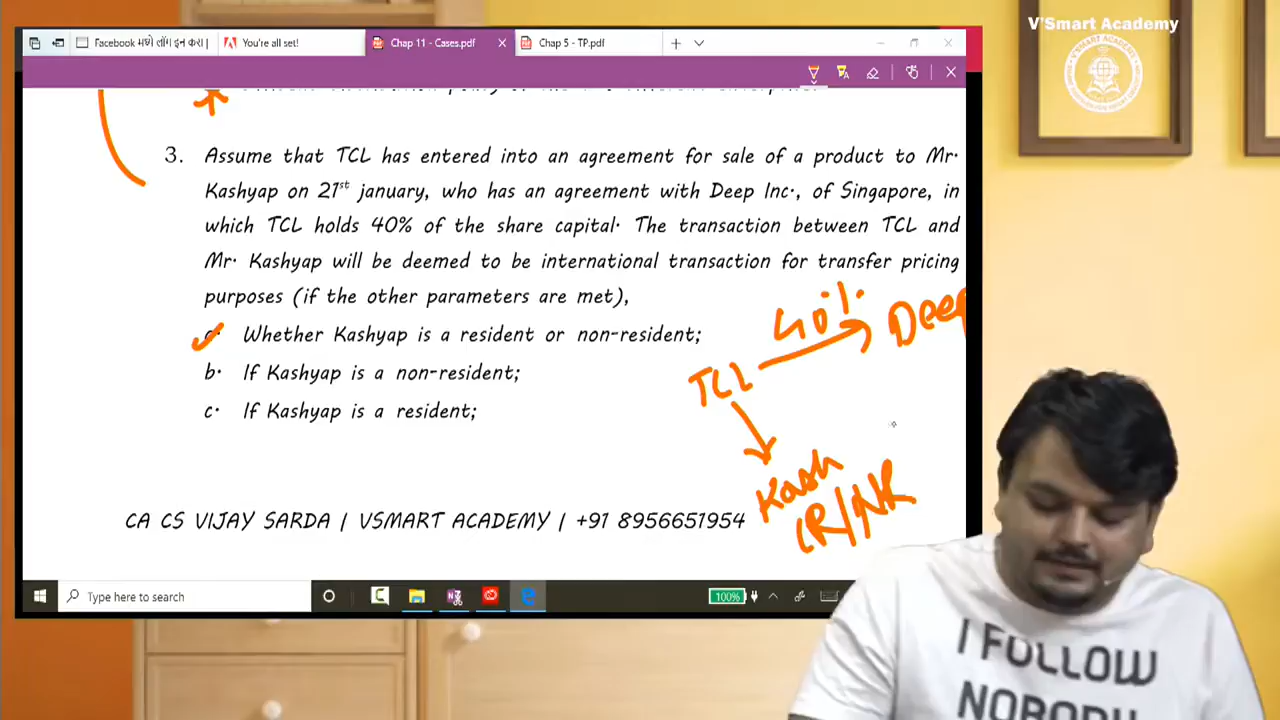 V'Smart Academy
Facebook मध्ये लॉग इन करा |
You're all set!
Chap 11 - Cases.pdf
Chap 5 - TP.pdf
3. Assume that TCL has entered into an agreement for sale of a product to Mr.
Kashyap on 21st january, who has an agreement with Deep Inc., of Singapore, in
which TCL holds 40% of the share capital. The transaction between TCL and
Mr. Kashyap will be deemed to be international transaction for transfer pricing
purposes (if the other parameters are met),
a. Whether Kashyap is a resident or non-resident;
b. If Kashyap is a non-resident;
c. If Kashyap is a resident;
40%
Deep
TCL
Kash
(R/NR
CA CS VIJAY SARDA | VSMART ACADEMY | +91 8956651954
Type here to search
100%
I FOLLOW
NOBODY